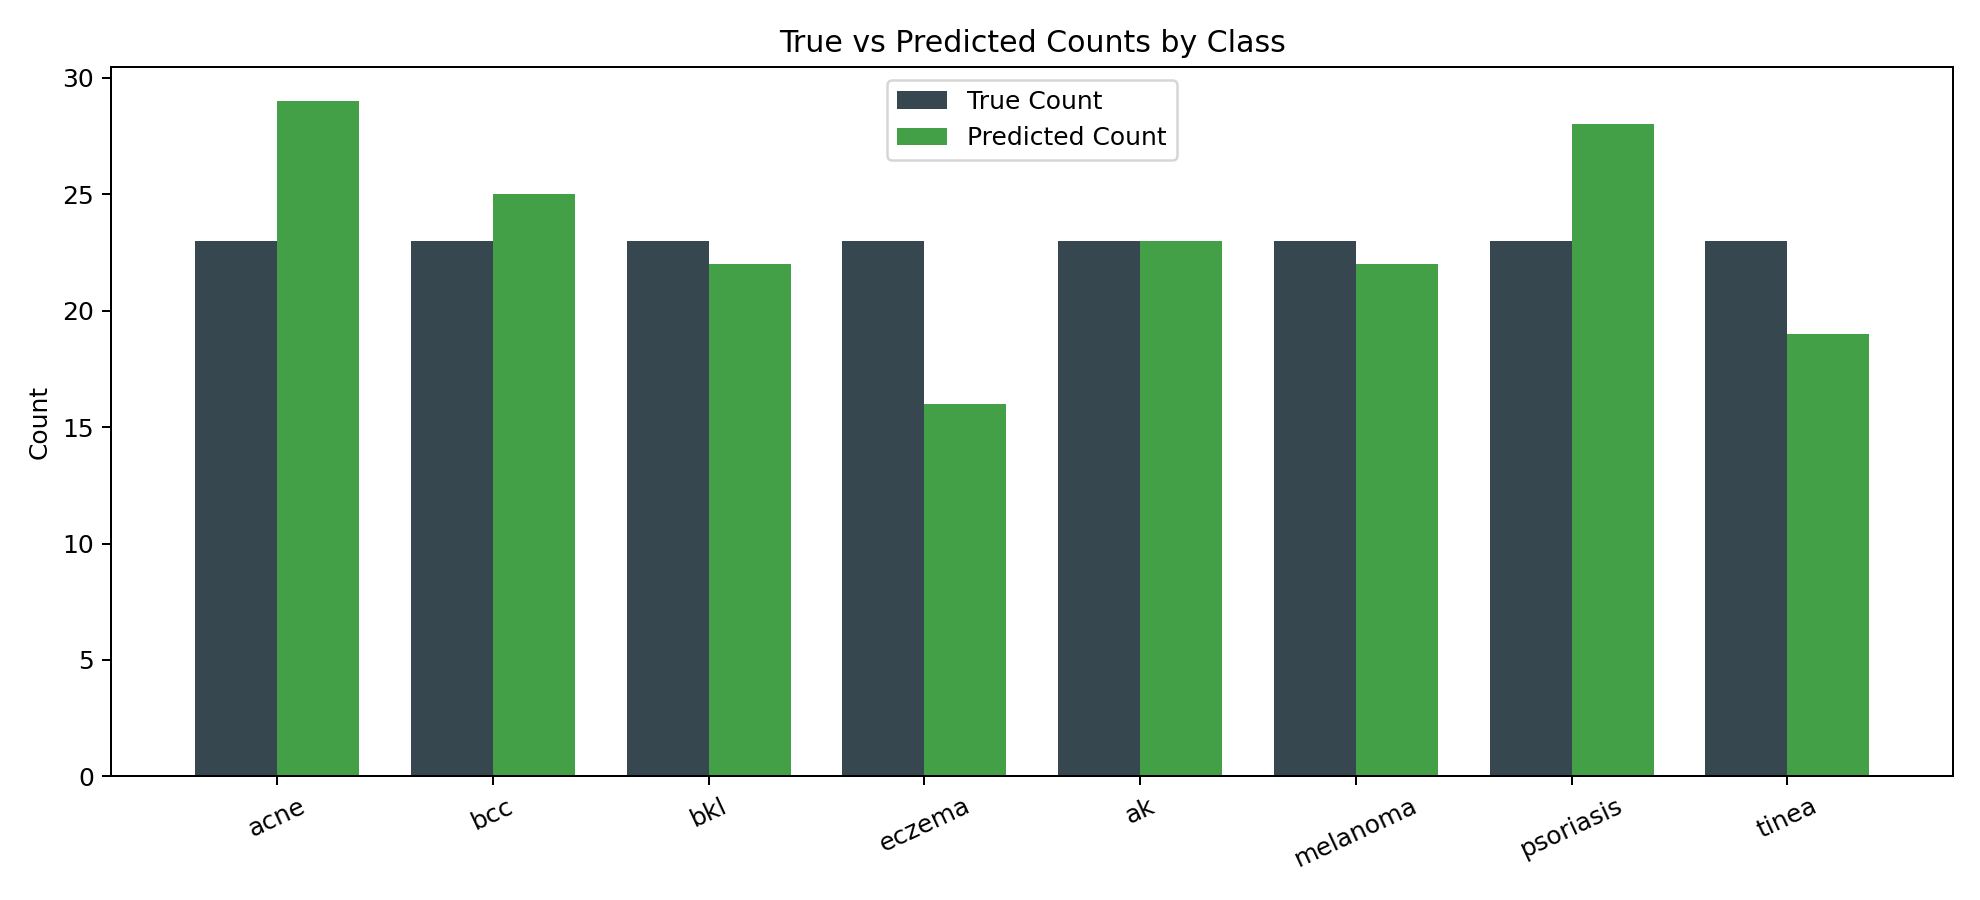 True vs Predicted Counts by Class
True Count
Predicted Count
Count
30
25
20
15
10
5
0
acne
bcc
bkl
eczema
ak
melanoma
psoriasis
tinea